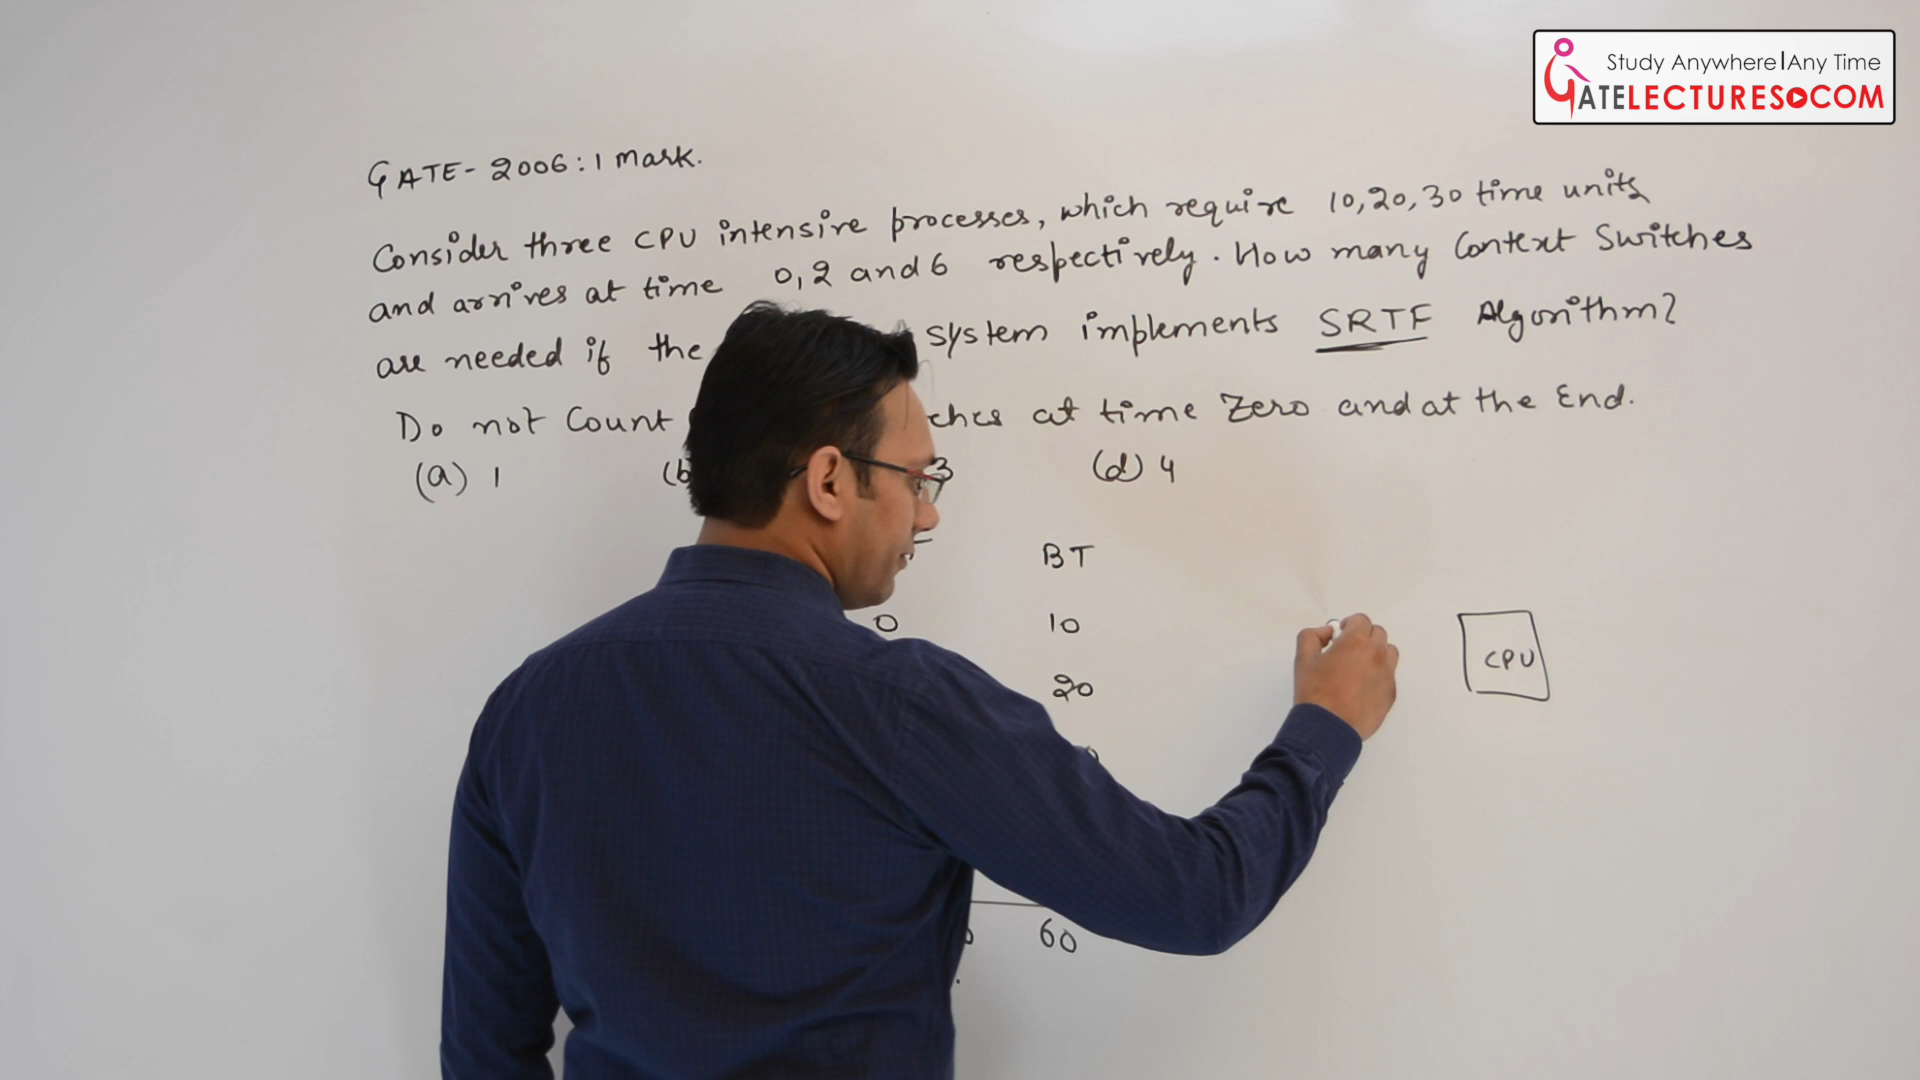 Study Anywhere|Any Time
GATELECTURES.COM
GATE- 2006 : 1 Mark.
Consider three CPU intensive processes, which require 10,20,30 time units
and arrives at time 0,2 and 6 respectively. How many Context Switches
are needed if the system implements SRTF Algorithm?
Do not Count ches at time Zero and at the End.
(a) 1 (b 3 (d) 4
BT
0 10
20
60
CPU